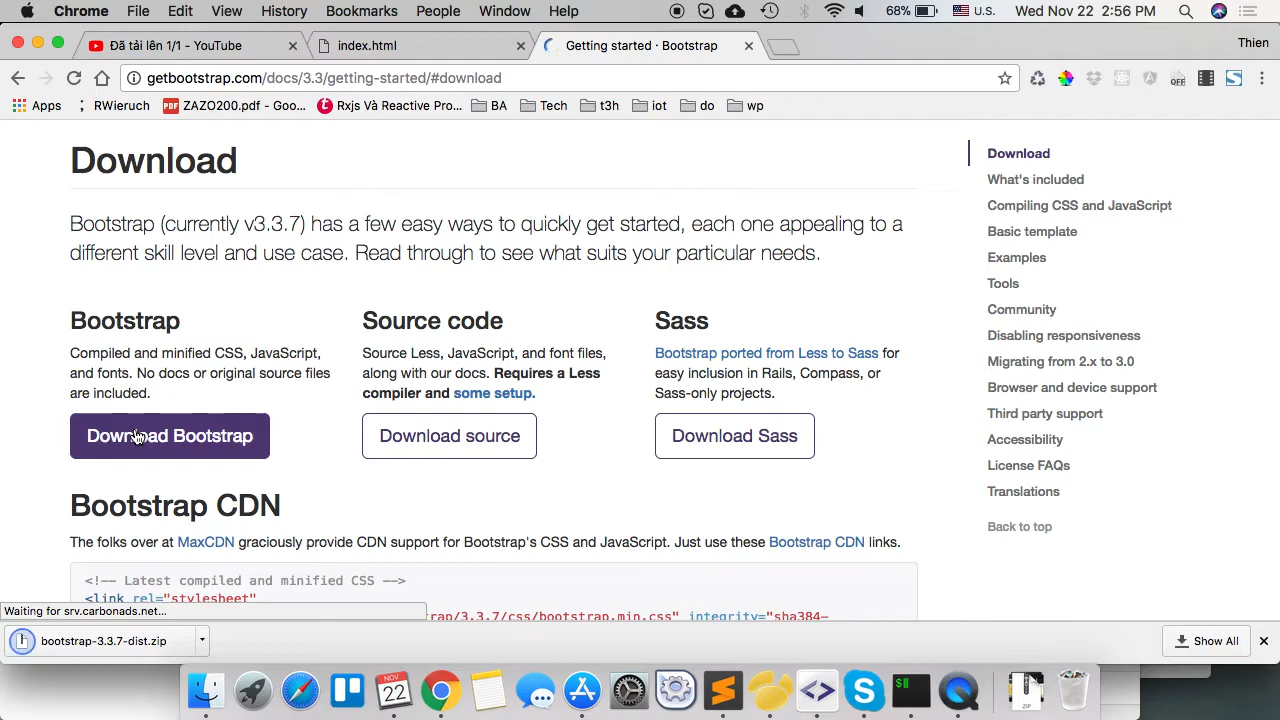 Chrome File Edit View History Bookmarks People Window Help 68% U.S. Wed Nov 22 2:56 PM
Đã tải lên 1/1 - YouTube index.html Getting started · Bootstrap Thien
getbootstrap.com/docs/3.3/getting-started/#download
Apps RWieruch ZAZO200.pdf - Goo... Rxjs Và Reactive Pro... BA Tech t3h iot do wp
Download
Bootstrap (currently v3.3.7) has a few easy ways to quickly get started, each one appealing to a
different skill level and use case. Read through to see what suits your particular needs.
Bootstrap
Compiled and minified CSS, JavaScript,
and fonts. No docs or original source files
are included.
Download Bootstrap
Source code
Source Less, JavaScript, and font files,
along with our docs. Requires a Less
compiler and some setup.
Download source
Sass
Bootstrap ported from Less to Sass for
easy inclusion in Rails, Compass, or
Sass-only projects.
Download Sass
Bootstrap CDN
The folks over at MaxCDN graciously provide CDN support for Bootstrap's CSS and JavaScript. Just use these Bootstrap CDN links.
<!-- Latest compiled and minified CSS -->
<link rel="stylesheet"
rap/3.3.7/css/bootstrap.min.css" integrity="sha384-
Download
What's included
Compiling CSS and JavaScript
Basic template
Examples
Tools
Community
Disabling responsiveness
Migrating from 2.x to 3.0
Browser and device support
Third party support
Accessibility
License FAQs
Translations
Back to top
Waiting for srv.carbonads.net...
bootstrap-3.3.7-dist.zip Show All
NOV
22
ZIP